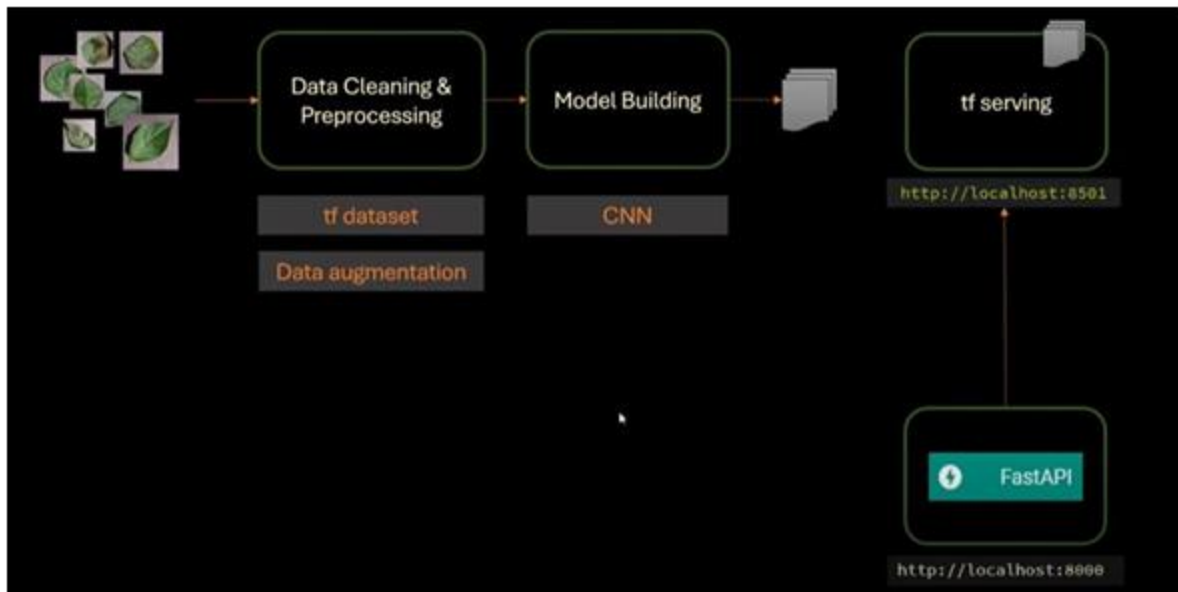 Data Cleaning &
Preprocessing
Model Building
tf serving
http://localhost:8501
tf dataset
CNN
Data augmentation
FastAPI
http://localhost:8000